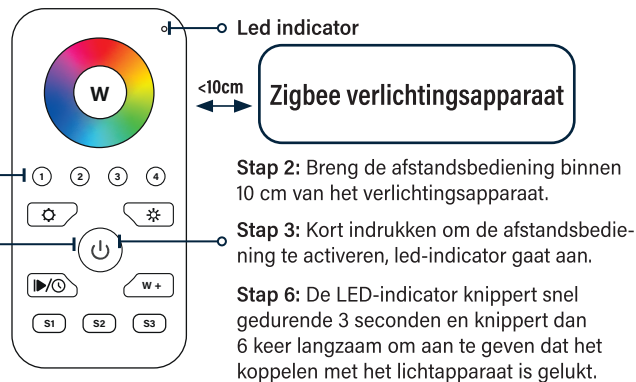 Led indicator
W
<10cm
Zigbee verlichtingsapparaat
Stap 2: Breng de afstandsbediening binnen
10 cm van het verlichtingsapparaat.
1 2 3 4
Stap 3: Kort indrukken om de afstandsbedie-
ning te activeren, led-indicator gaat aan.
W +
S1 S2 S3
Stap 6: De LED-indicator knippert snel
gedurende 3 seconden en knippert dan
6 keer langzaam om aan te geven dat het
koppelen met het lichtapparaat is gelukt.